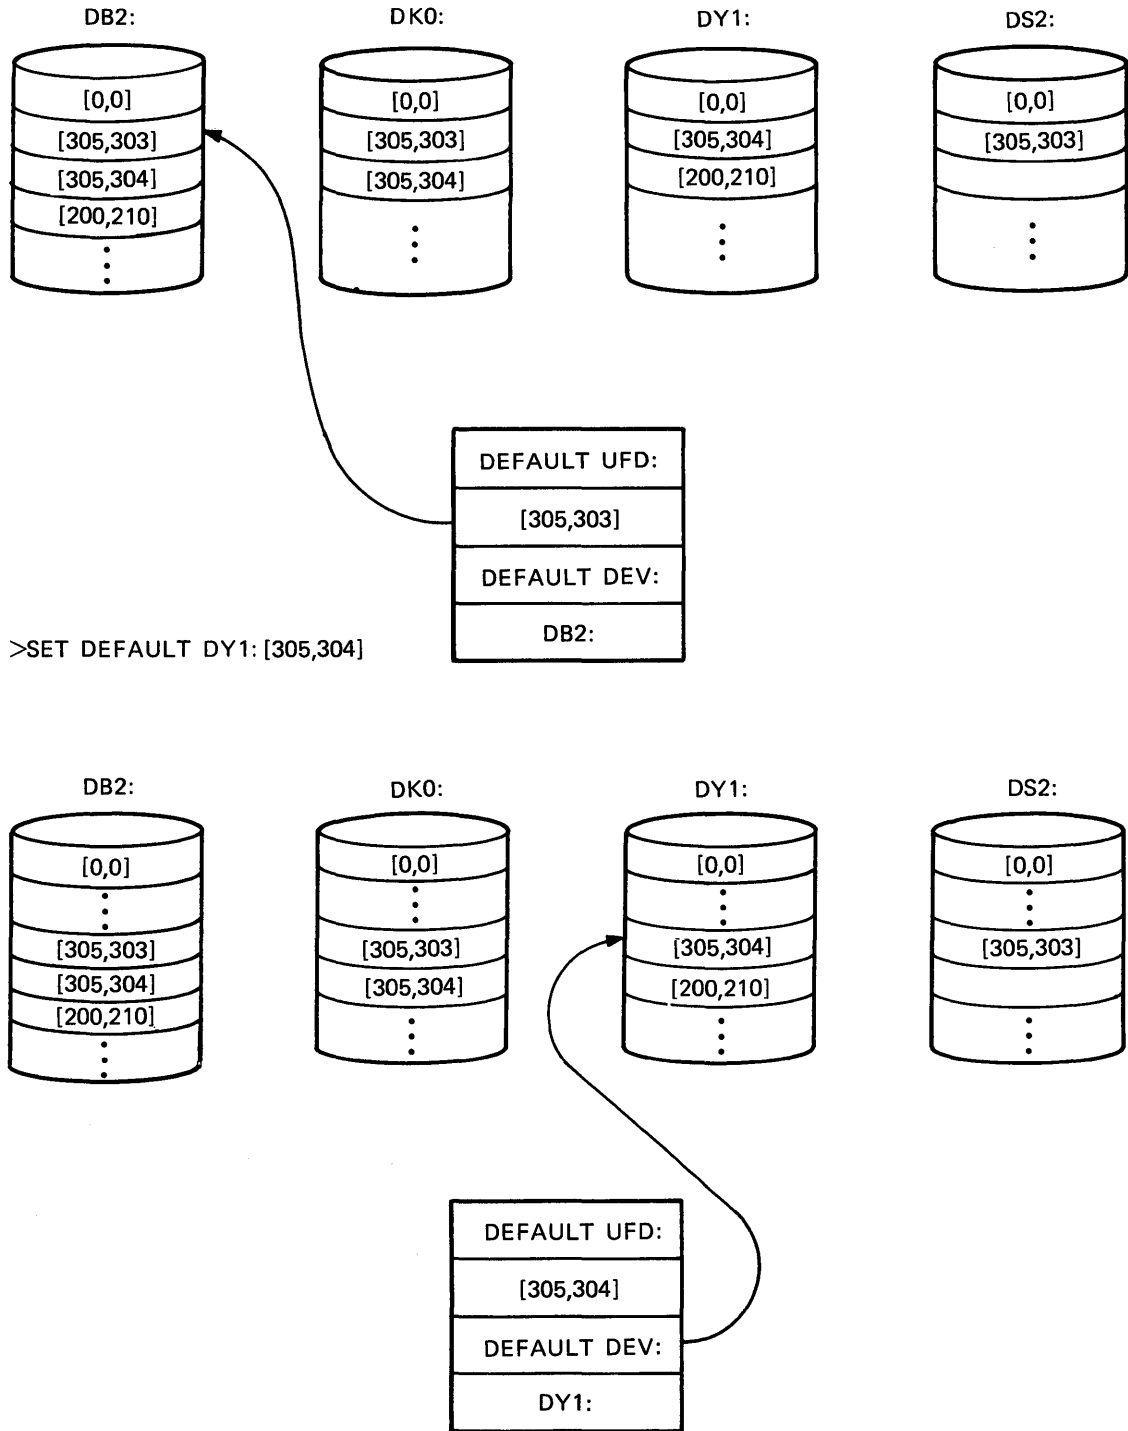 DB2:
DK0:
DY1:
DS2:
[0,0]
[305,303]
[305,304]
[200,210]
[0,0]
[305,303]
[305,304]
[0,0]
[305,304]
[200,210]
[0,0]
[305,303]
DEFAULT UFD:
[305,303]
DEFAULT DEV:
DB2:
>SET DEFAULT DY1: [305,304]
DB2:
DK0:
DY1:
DS2:
[0,0]
[305,303]
[305,304]
[200,210]
[0,0]
[305,303]
[305,304]
[0,0]
[305,304]
[200,210]
[0,0]
[305,303]
DEFAULT UFD:
[305,304]
DEFAULT DEV:
DY1: